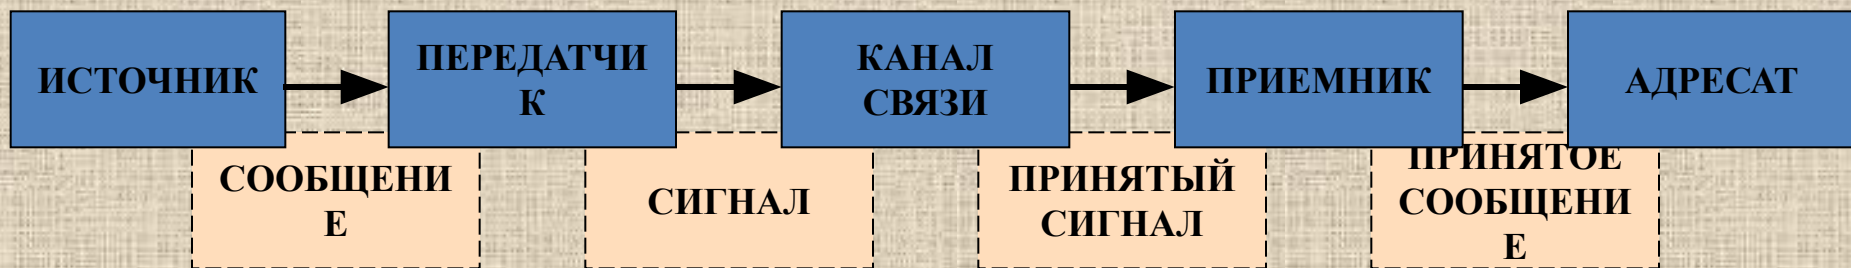 ИСТОЧНИК
ПЕРЕДАТЧИ
К
КАНАЛ
СВЯЗИ
ПРИЕМНИК
АДРЕСАТ
СООБЩЕНИ
Е
СИГНАЛ
ПРИНЯТЫЙ
СИГНАЛ
ПРИНЯТОЕ
СООБЩЕНИ
Е